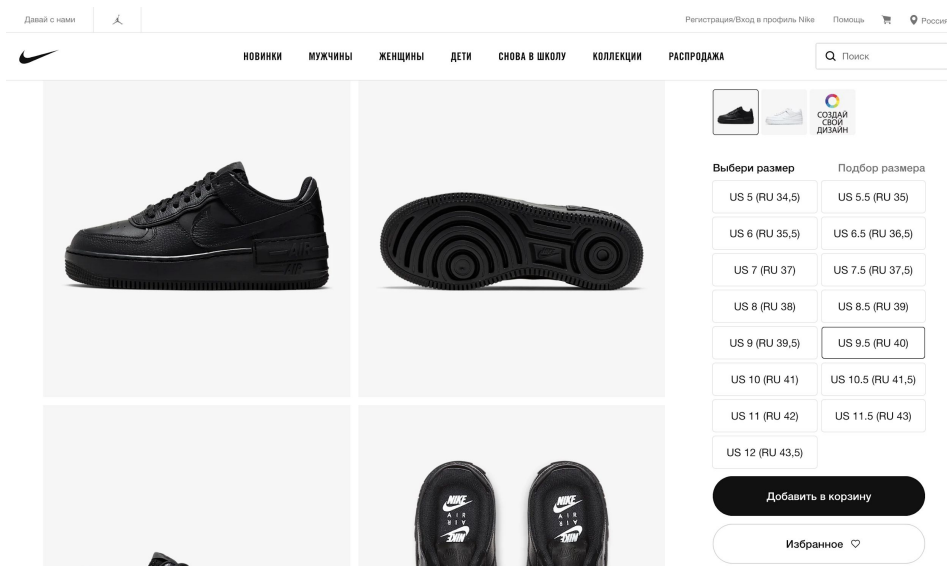 Давай с нами
Регистрация/Вход в профиль Nike
Помощь
Россия
НОВИНКИ
МУЖЧИНЫ
ЖЕНЩИНЫ
ДЕТИ
СНОВА В ШКОЛУ
КОЛЛЕКЦИИ
РАСПРОДАЖА
Поиск
СОЗДАЙ
СВОЙ
ДИЗАЙН
Выбери размер
Подбор размера
US 5 (RU 34,5)
US 5.5 (RU 35)
US 6 (RU 35,5)
US 6.5 (RU 36,5)
US 7 (RU 37)
US 7.5 (RU 37,5)
US 8 (RU 38)
US 8.5 (RU 39)
US 9 (RU 39,5)
US 9.5 (RU 40)
US 10 (RU 41)
US 10.5 (RU 41,5)
US 11 (RU 42)
US 11.5 (RU 43)
US 12 (RU 43,5)
Добавить в корзину
Избранное
AIR
NIKE
AIR
AIR
NIKE
NIKE
AIR
AIR
NIKE